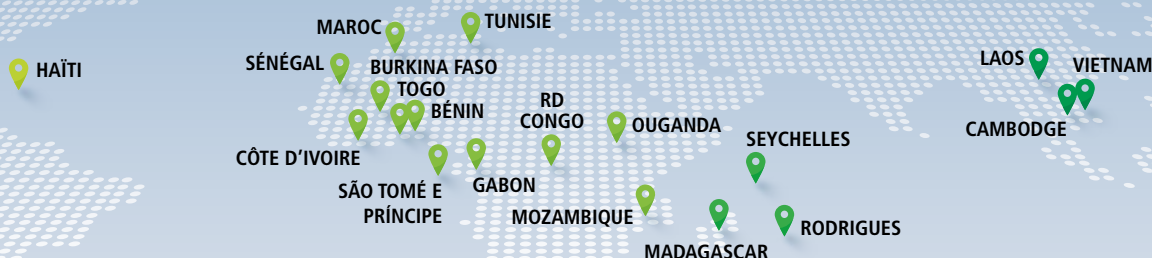 TUNISIE
MAROC
HAÏTI
SÉNÉGAL
BURKINA FASO
TOGO
BÉNIN
RD
CONGO
OUGANDA
CÔTE D'IVOIRE
SÃO TOMÉ E
PRÍNCIPE
GABON
MOZAMBIQUE
SEYCHELLES
MADAGASCAR
RODRIGUES
LAOS
VIETNAM
CAMBODGE